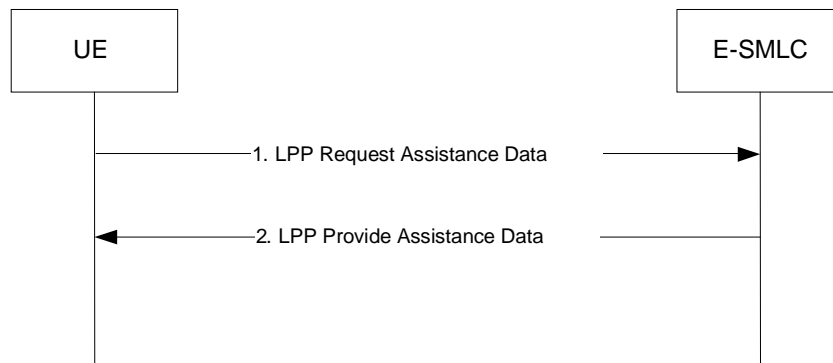 UE
E-SMLC
1. LPP Request Assistance Data
2. LPP Provide Assistance Data